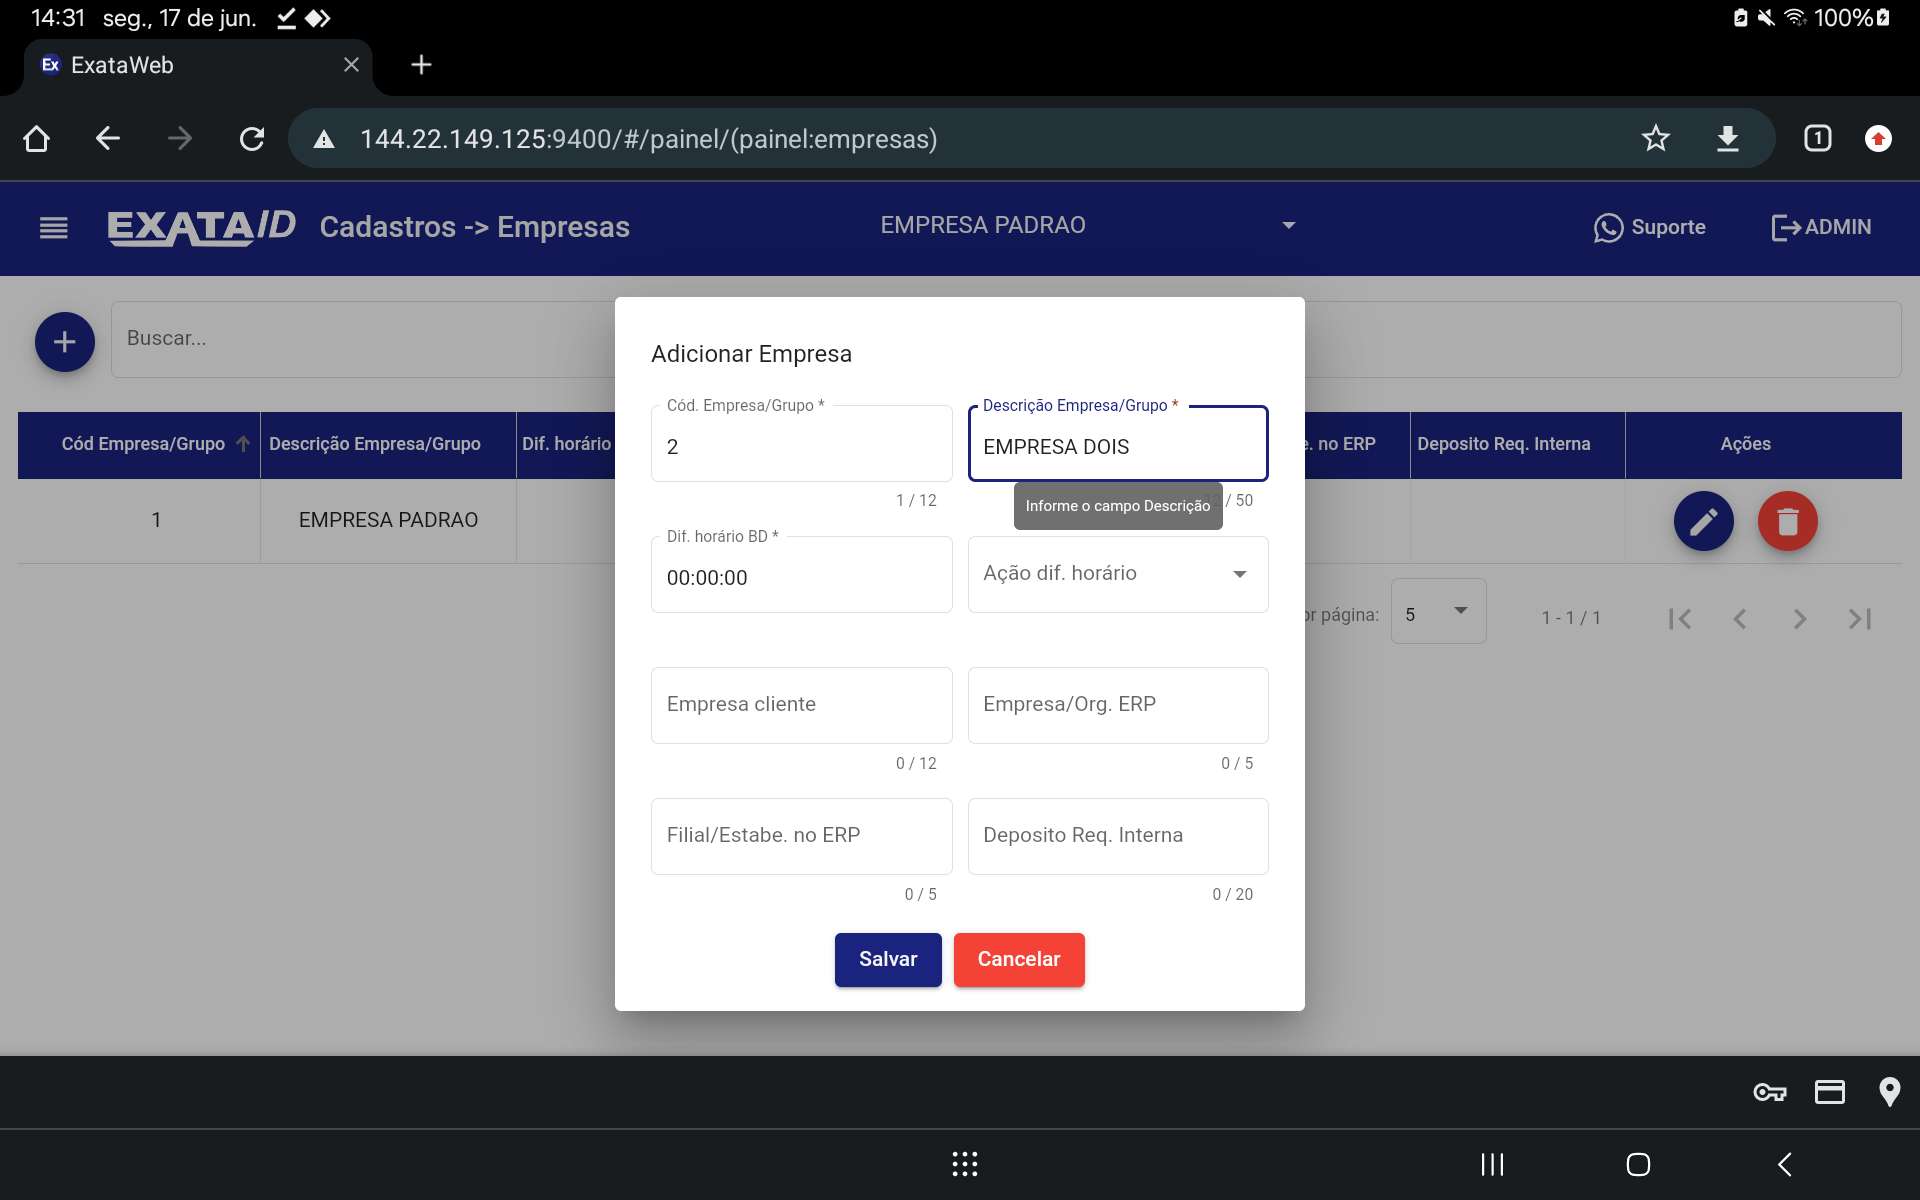 14:31 seg., 17 de jun.
100%
Ex ExataWeb
144.22.149.125:9400/#/painel/(painel:empresas)
1
EXATAID Cadastros -> Empresas
EMPRESA PADRAO
Suporte
ADMIN
Buscar...
Adicionar Empresa
Cód. Empresa/Grupo *
2
1 / 12
Descrição Empresa/Grupo *
EMPRESA DOIS
/ 50
Informe o campo Descrição
Dif. horário BD *
00:00:00
Ação dif. horário
Empresa cliente
0 / 12
Empresa/Org. ERP
0 / 5
Filial/Estabe. no ERP
0 / 5
Deposito Req. Interna
0 / 20
Salvar
Cancelar
Cód Empresa/Grupo
Descrição Empresa/Grupo
Dif. horário
. no ERP
Deposito Req. Interna
Ações
1
EMPRESA PADRAO
or página:
5
1 - 1 / 1